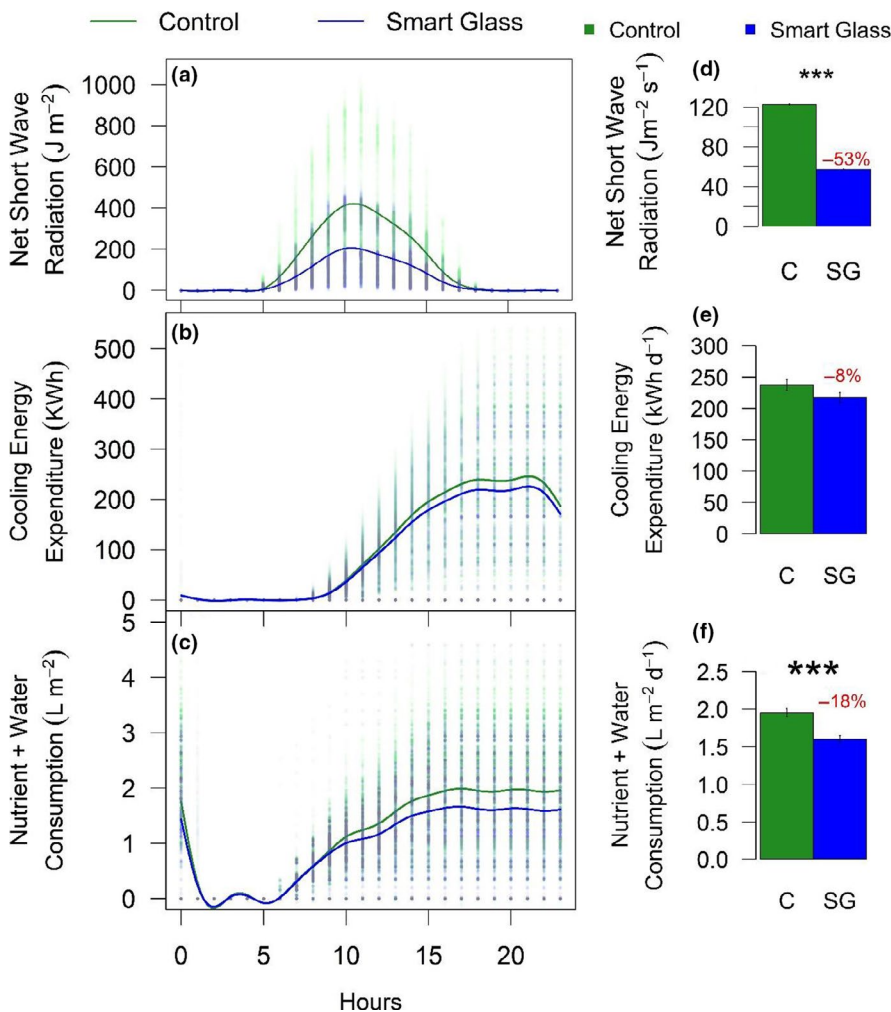 Control
Smart Glass
Control
Smart Glass
(a)
Net Short Wave
Radiation (J m−2)
1000
800
600
400
200
0
(d)
***
Net Short Wave
Radiation (Jm−2 s−1)
120
80
40
0
−53%
C SG
(b)
Cooling Energy
Expenditure (KWh)
500
400
300
200
100
0
(e)
Cooling Energy
Expenditure (kWh d−1)
300
250
200
150
100
50
0
−8%
C SG
(c)
Nutrient + Water
Consumption (L m−2)
5
4
3
2
1
0
0 5 10 15 20
Hours
(f)
***
Nutrient + Water
Consumption (L m−2 d−1)
2.5
2.0
1.5
1.0
0.5
0.0
−18%
C SG